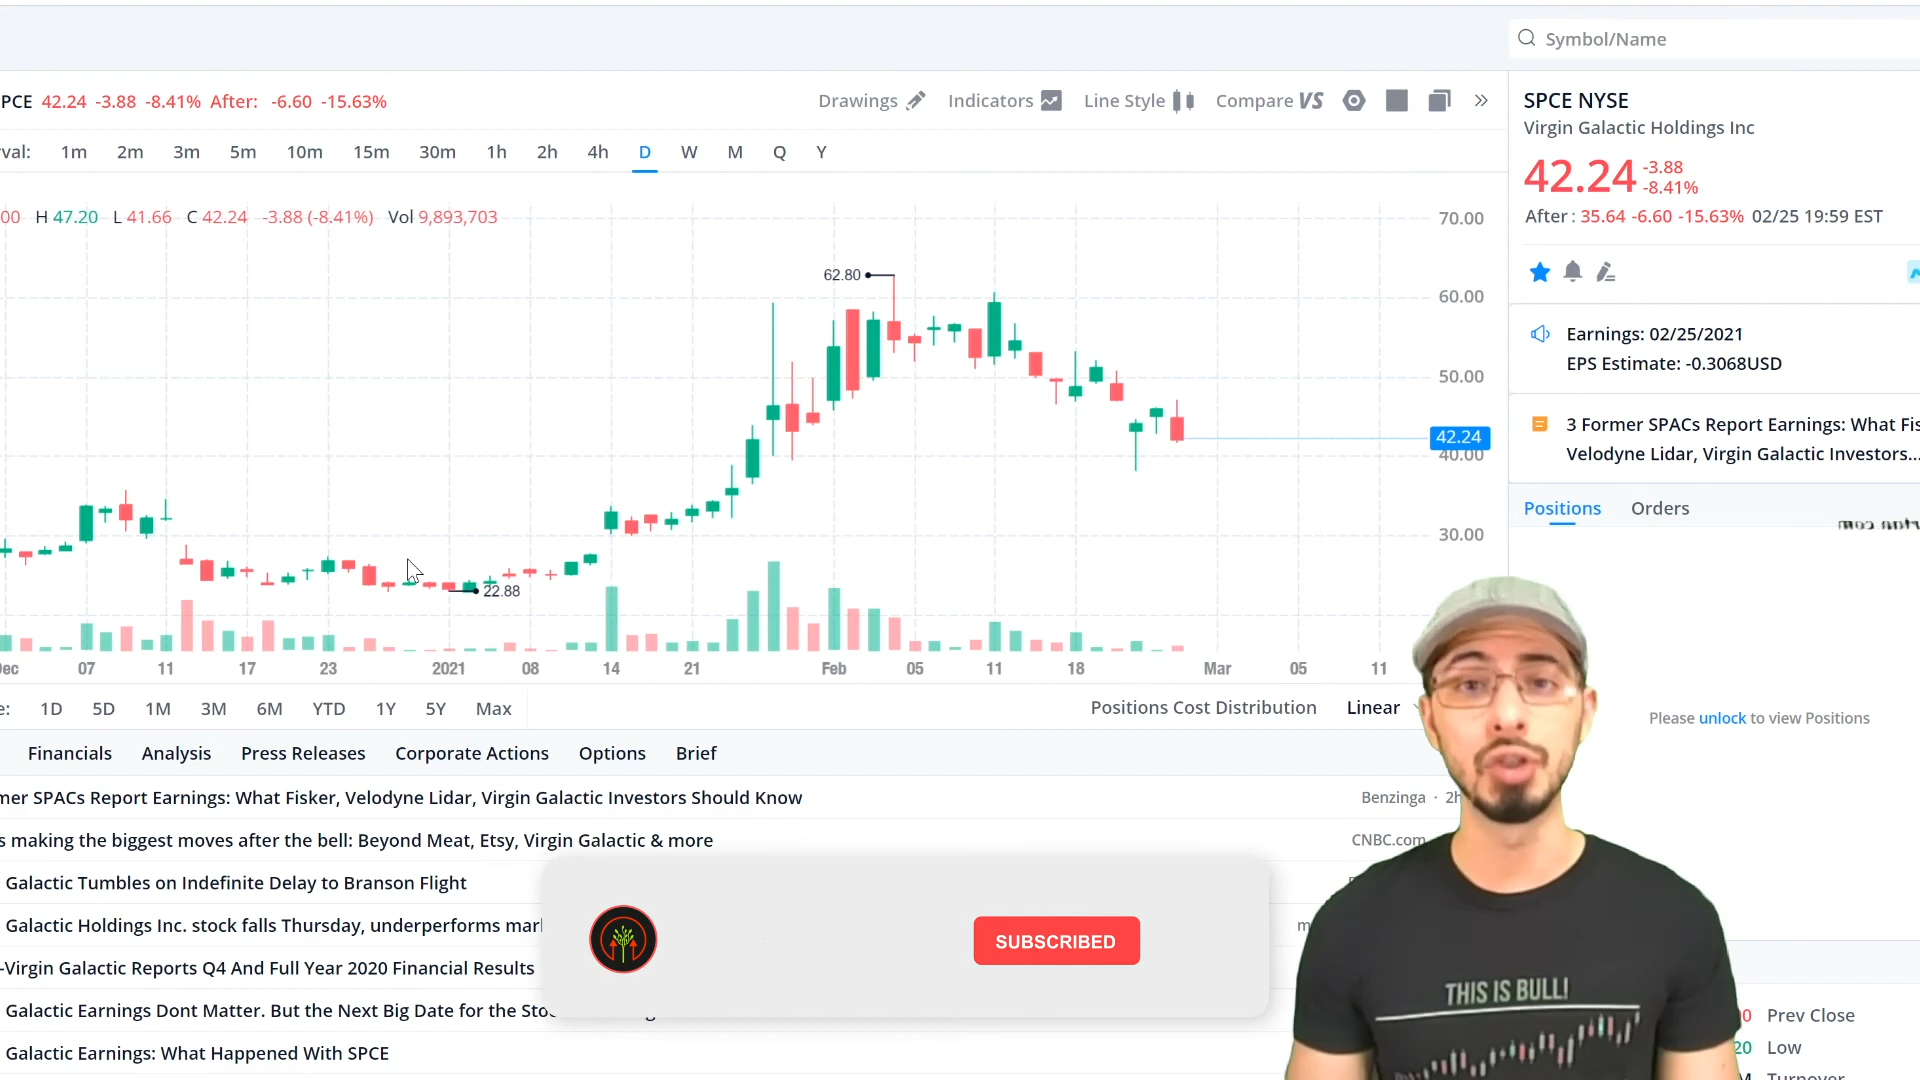 Symbol/Name
PCE 42.24 -3.88 -8.41% After: -6.60 -15.63%
Drawings Indicators Line Style Compare VS
SPCE NYSE
Virgin Galactic Holdings Inc
val: 1m 2m 3m 5m 10m 15m 30m 1h 2h 4h D W M Q Y
42.24 -3.88
-8.41%
00 H 47.20 L 41.66 C 42.24 -3.88 (-8.41%) Vol 9,893,703
After : 35.64 -6.60 -15.63% 02/25 19:59 EST
70.00
62.80
60.00
50.00
42.24
40.00
30.00
22.88
Dec 07 11 17 23 2021 08 14 21 Feb 05 11 18 Mar 05 11
Earnings: 02/25/2021
EPS Estimate: -0.3068USD
3 Former SPACs Report Earnings: What Fis
Velodyne Lidar, Virgin Galactic Investors...
Positions Orders
Please unlock to view Positions
e: 1D 5D 1M 3M 6M YTD 1Y 5Y Max
Positions Cost Distribution Linear
Financials Analysis Press Releases Corporate Actions Options Brief
mer SPACs Report Earnings: What Fisker, Velodyne Lidar, Virgin Galactic Investors Should Know
Benzinga · 2h
s making the biggest moves after the bell: Beyond Meat, Etsy, Virgin Galactic & more
CNBC.com
Galactic Tumbles on Indefinite Delay to Branson Flight
Galactic Holdings Inc. stock falls Thursday, underperforms mar
-Virgin Galactic Reports Q4 And Full Year 2020 Financial Results
Galactic Earnings Dont Matter. But the Next Big Date for the Sto
Galactic Earnings: What Happened With SPCE
SUBSCRIBED
THIS IS BULL!
0 Prev Close
20 Low
M Turnover